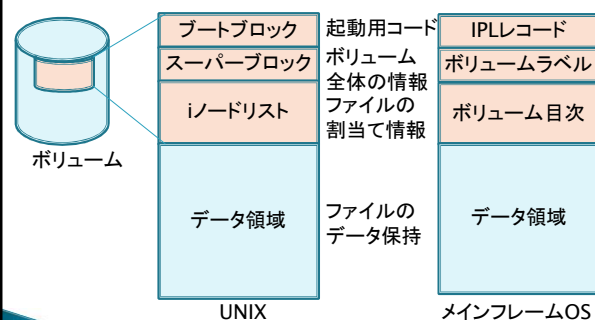 ブートブロック
起動用コード
IPLレコード
スーパーブロック
ボリューム
全体の情報
ボリュームラベル
iノードリスト
ファイルの
割当て情報
ボリューム目次
ボリューム
データ領域
ファイルの
データ保持
データ領域
UNIX
メインフレームOS